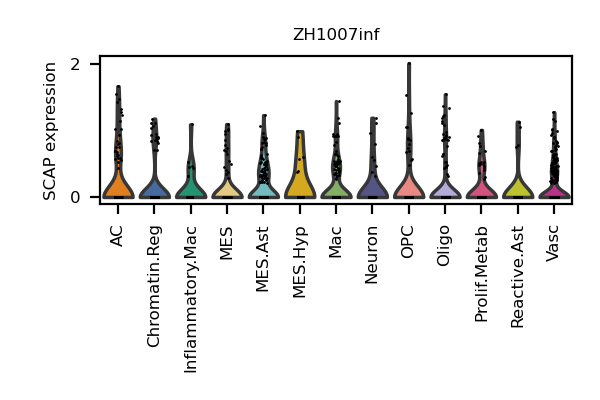 ZH1007inf
SCAP expression
2
0
AC
Chromatin.Reg
Inflammatory.Mac
MES
MES.Ast
MES.Hyp
Mac
Neuron
OPC
Oligo
Prolif.Metab
Reactive.Ast
Vasc